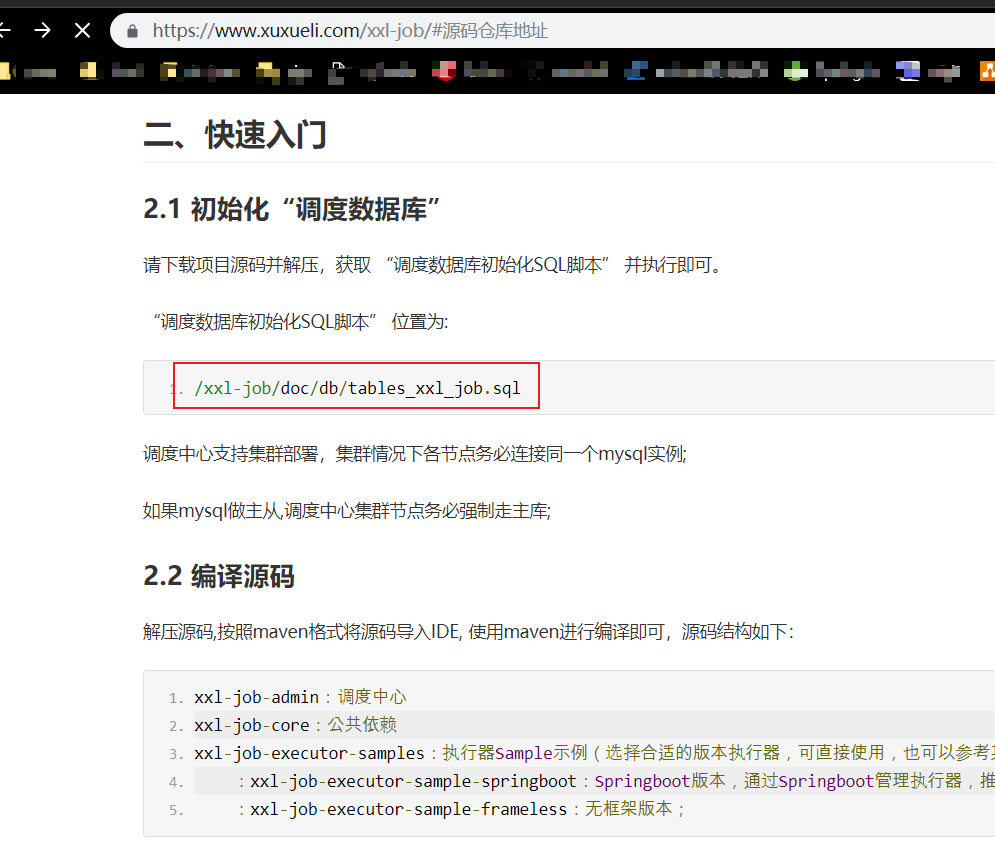 https://www.xuxueli.com/xxl-job/#源码仓库地址
二、快速入门
2.1 初始化“调度数据库”
请下载项目源码并解压，获取 “调度数据库初始化SQL脚本” 并执行即可。
“调度数据库初始化SQL脚本” 位置为:
1. /xxl-job/doc/db/tables_xxl_job.sql
调度中心支持集群部署，集群情况下各节点务必连接同一个mysql实例;
如果mysql做主从,调度中心集群节点务必强制走主库;
2.2 编译源码
解压源码,按照maven格式将源码导入IDE, 使用maven进行编译即可，源码结构如下：
1. xxl-job-admin：调度中心
2. xxl-job-core：公共依赖
3. xxl-job-executor-samples：执行器Sample示例（选择合适的版本执行器，可直接使用，也可以参考
4. ：xxl-job-executor-sample-springboot：Springboot版本，通过Springboot管理执行器，推
5. ：xxl-job-executor-sample-frameless：无框架版本；